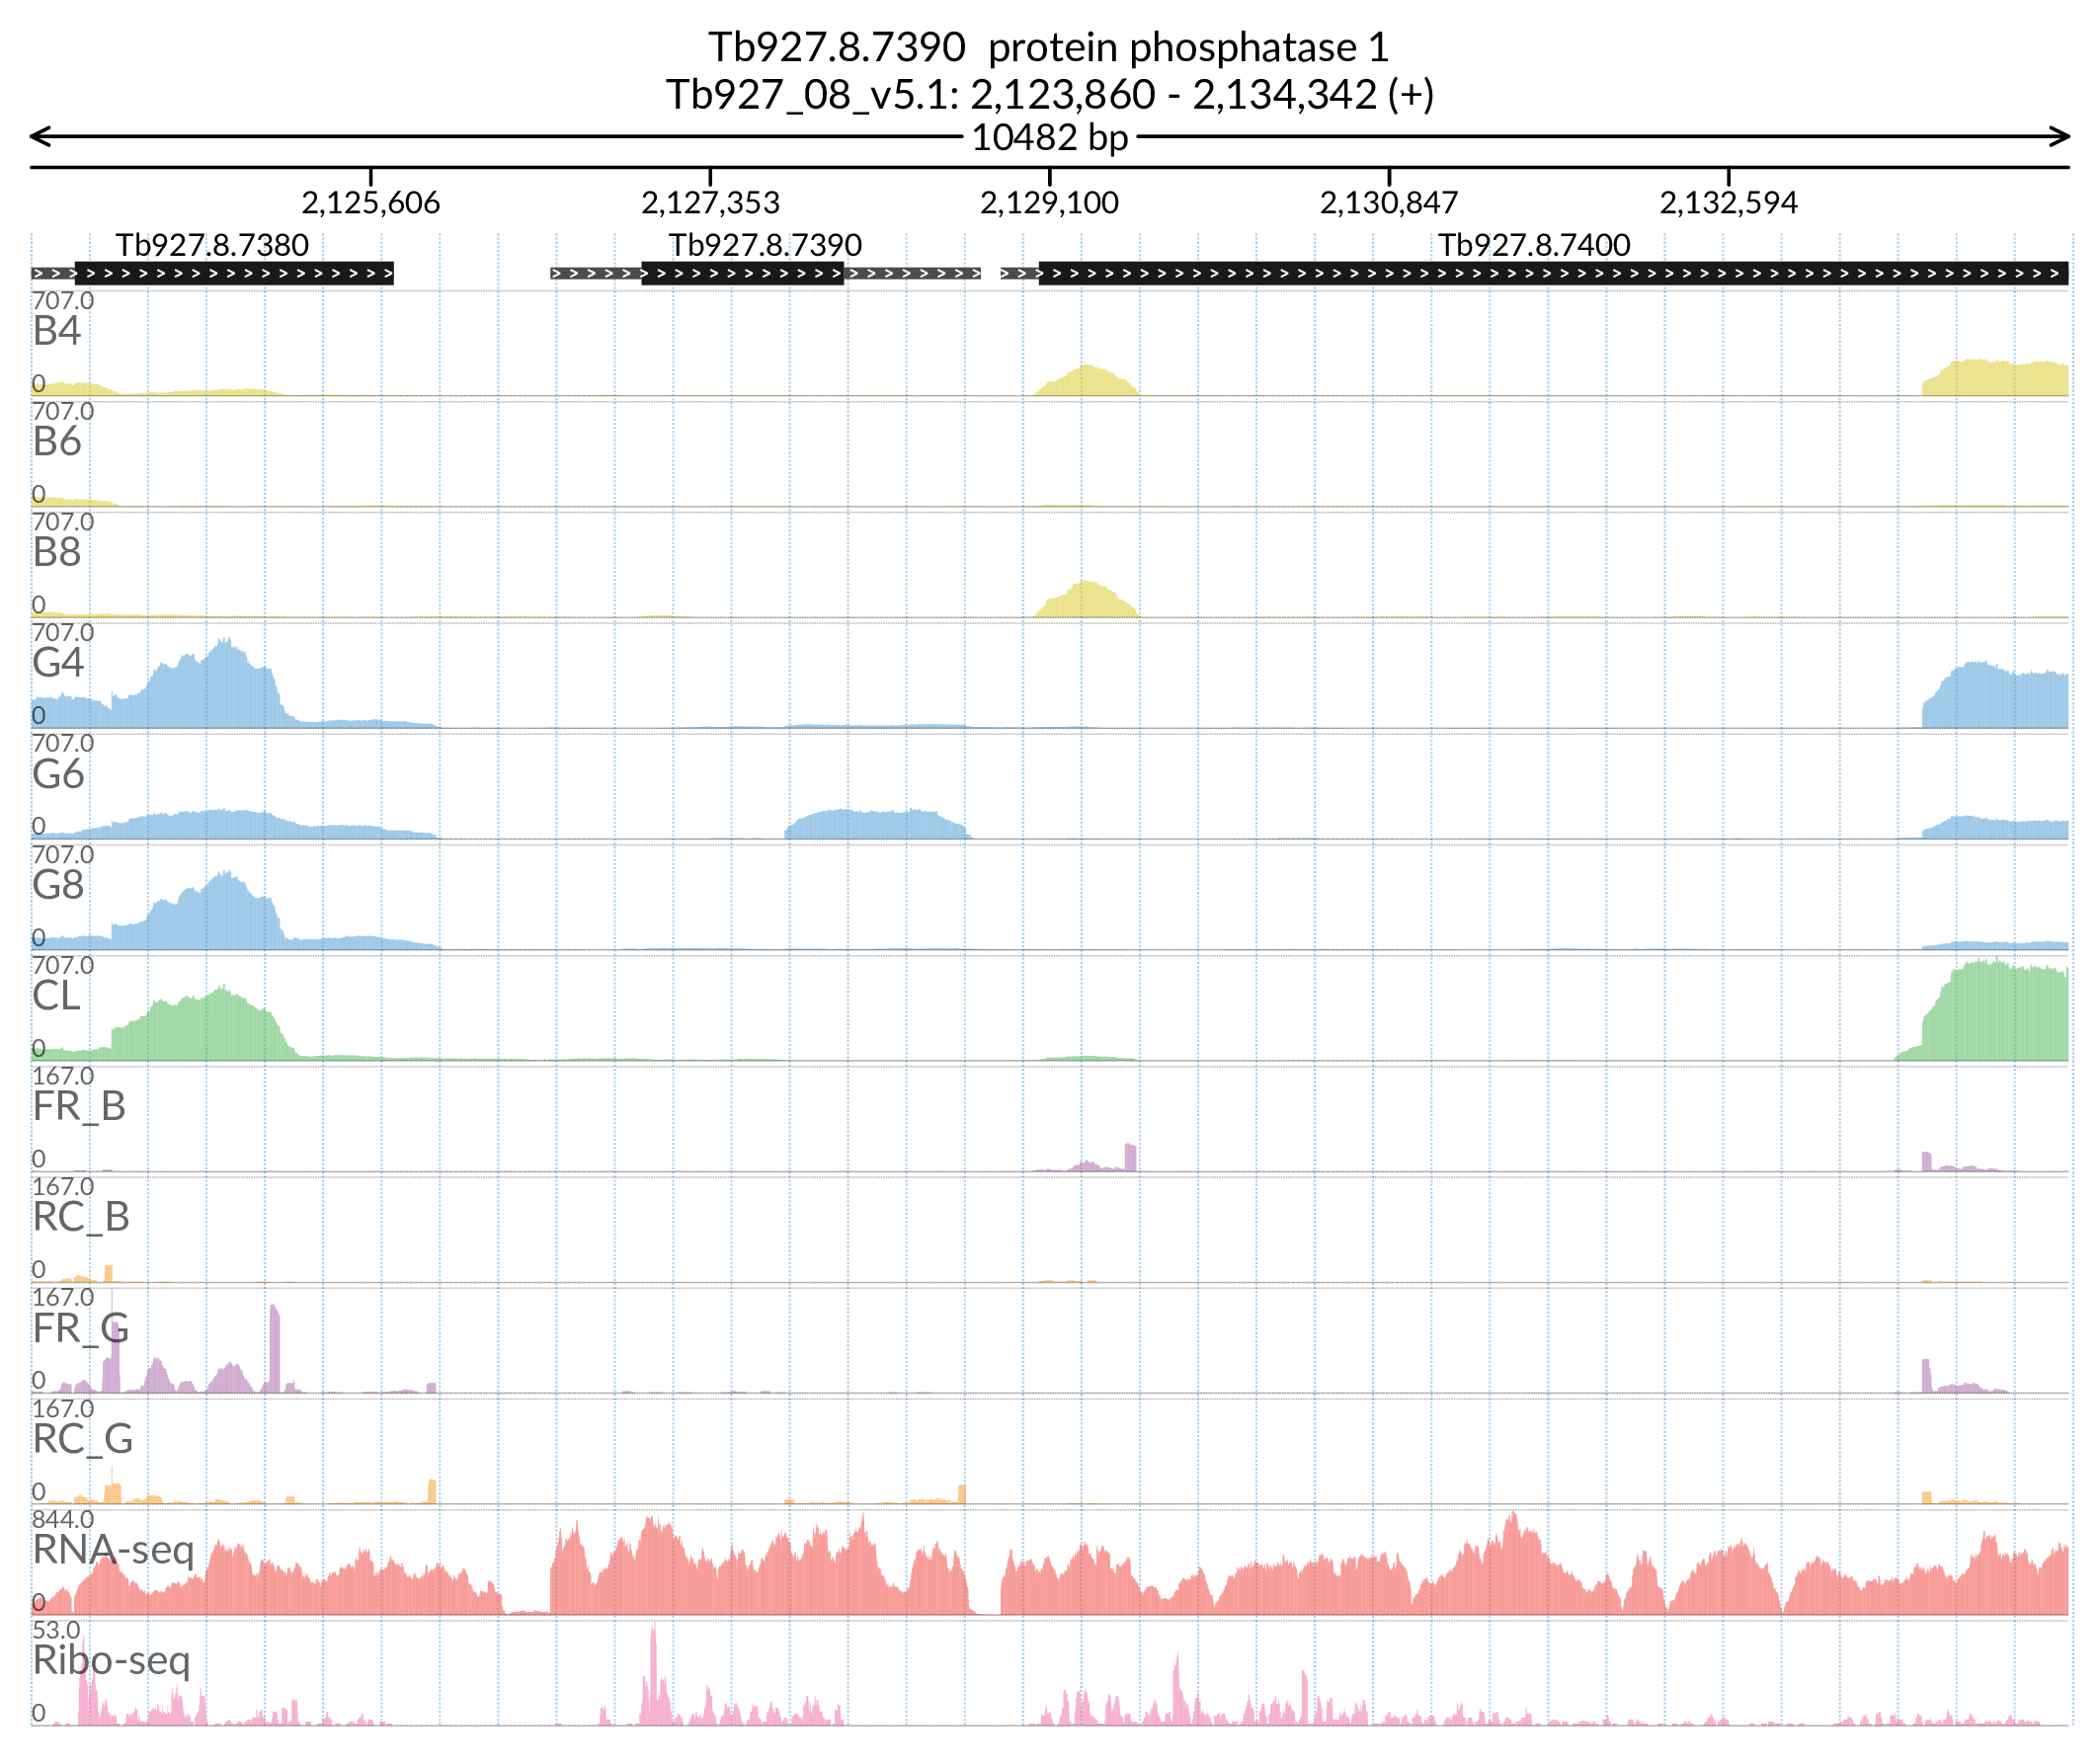 Tb927.8.7390 protein phosphatase 1
Tb927_08_v5.1: 2,123,860 - 2,134,342 (+)
10482 bp
2,125,606 2,127,353 2,129,100 2,130,847 2,132,594
Tb927.8.7380 Tb927.8.7390 Tb927.8.7400
707.0
B4
0
707.0
B6
0
707.0
B8
0
707.0
G4
0
707.0
G6
0
707.0
G8
0
707.0
CL
0
167.0
FR_B
0
167.0
RC_B
0
167.0
FR_G
0
167.0
RC_G
0
844.0
RNA-seq
0
53.0
Ribo-seq
0